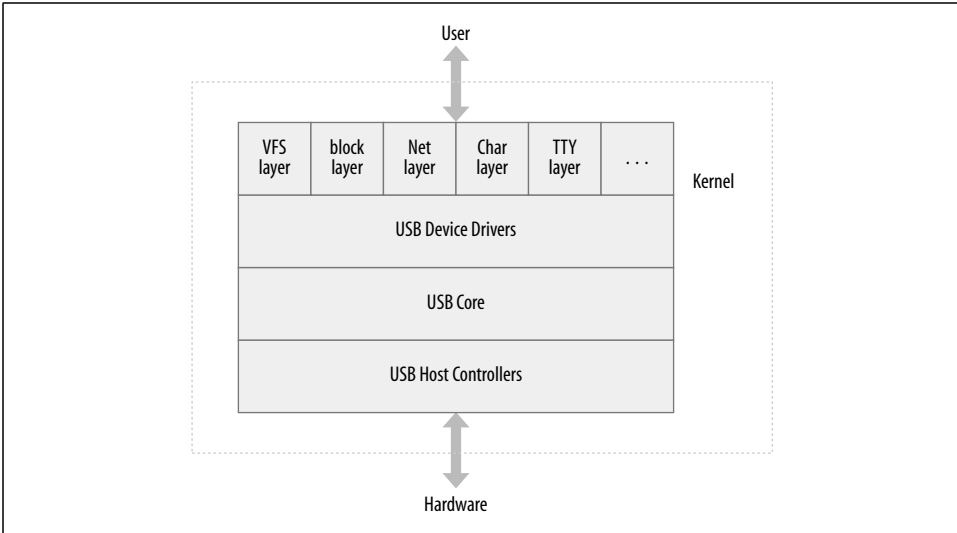 User
VFS
layer
block
layer
Net
layer
Char
layer
TTY
layer
. . .
Kernel
USB Device Drivers
USB Core
USB Host Controllers
Hardware